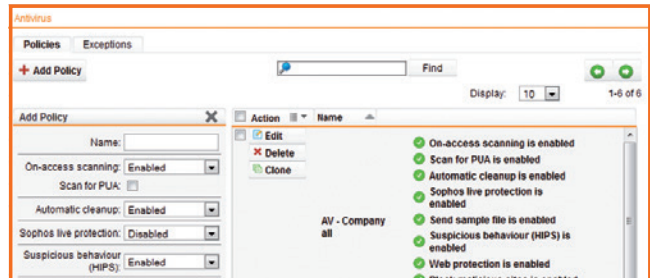 Antivirus
Policies Exceptions
Add Policy
Find
Display: 10 1-6 of 6
Add Policy
Name:
On-access scanning: Enabled
Scan for PUA:
Automatic cleanup: Enabled
Sophos live protection: Disabled
Suspicious behaviour
(HIPS): Enabled
Action Name
Edit
Delete
Clone
AV - Company
all
On-access scanning is enabled
Scan for PUA is enabled
Automatic cleanup is enabled
Sophos live protection is
enabled
Send sample file is enabled
Suspicious behaviour (HIPS) is
enabled
Web protection is enabled